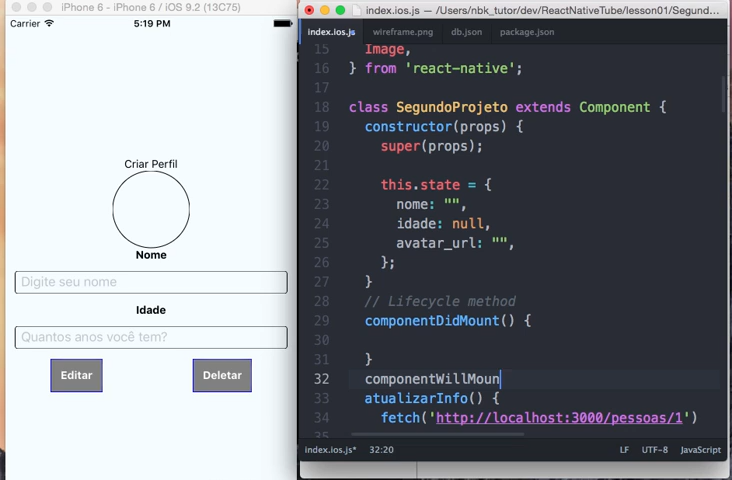 iPhone 6 - iPhone 6 / iOS 9.2 (13C75)
Carrier 5:19 PM
Criar Perfil
Nome
Digite seu nome
Idade
Quantos anos você tem?
Editar Deletar
index.ios.js — /Users/nbk_tutor/dev/ReactNativeTube/lesson01/Segund...
index.ios.js wireframe.png db.json package.json
15 Image,
16 } from 'react-native';
17
18 class SegundoProjeto extends Component {
19 constructor(props) {
20 super(props);
21
22 this.state = {
23 nome: "",
24 idade: null,
25 avatar_url: "",
26 };
27 }
28 // Lifecycle method
29 componentDidMount() {
30
31 }
32 componentWillMoun
33 atualizarInfo() {
34 fetch('http://localhost:3000/pessoas/1')
35
index.ios.js* 32:20 LF UTF-8 JavaScript